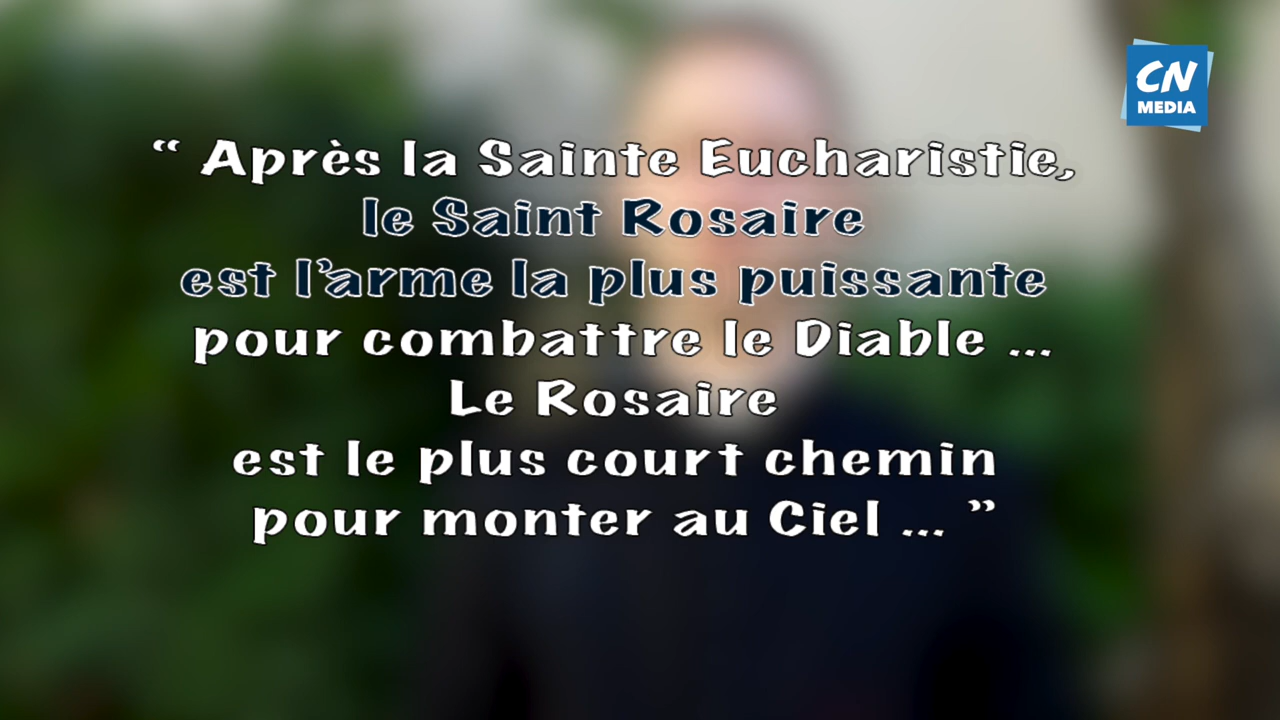 CN
MEDIA
“ Après la Sainte Eucharistie,
le Saint Rosaire
est l’arme la plus puissante
pour combattre le Diable ...
Le Rosaire
est le plus court chemin
pour monter au Ciel ... ”